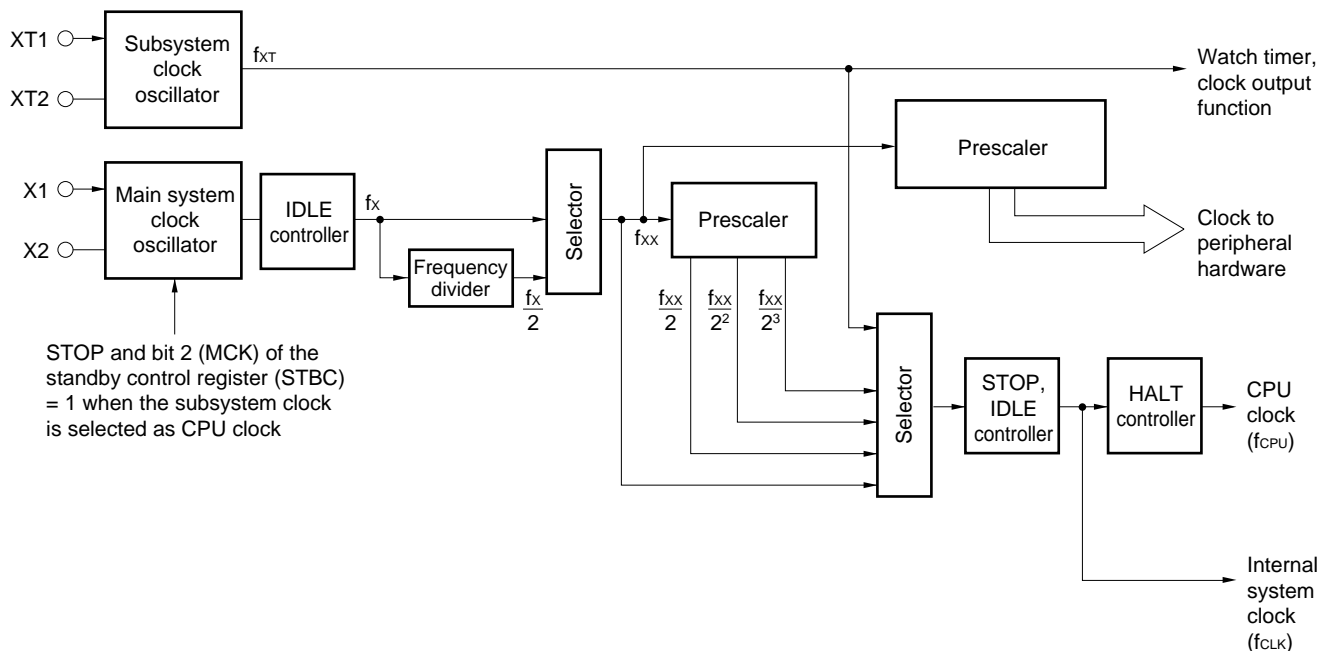 XT1
XT2
Subsystem
clock
oscillator
fXT
Watch timer,
clock output
function
X1
X2
Main system
clock
oscillator
IDLE
controller
fX
Frequency
divider
fX
2
Selector
fXX
Prescaler
Prescaler
Clock to
peripheral
hardware
fXX
2
fXX
2²
fXX
2³
STOP and bit 2 (MCK) of the
standby control register (STBC)
= 1 when the subsystem clock
is selected as CPU clock
Selector
STOP,
IDLE
controller
HALT
controller
CPU
clock
(fCPU)
Internal
system
clock
(fCLK)